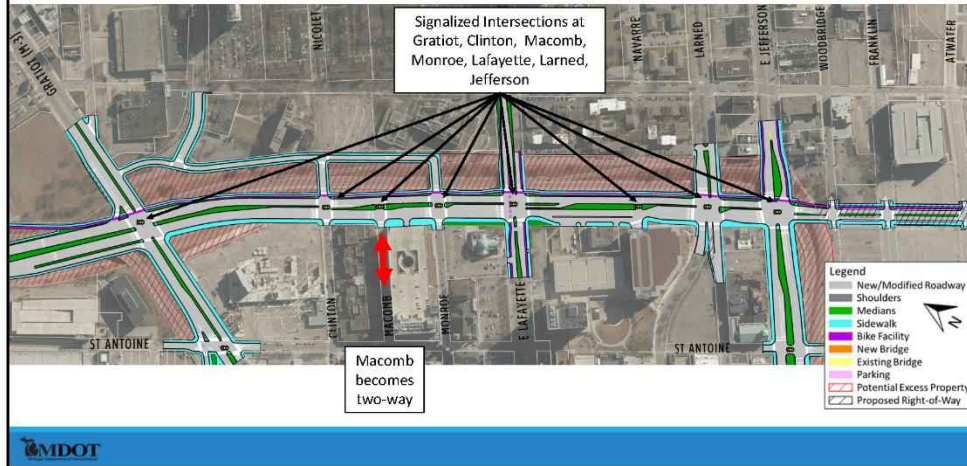 Signalized Intersections at
Gratiot, Clinton, Macomb,
Monroe, Lafayette, Larned,
Jefferson
GRATIOT (M-3)
NICOLET
NAVARRE
LARNED
E JEFFERSON
WOODBRIDGE
FRANKLIN
ATWATER
ST ANTOINE
CLINTON
MACOMB
MONROE
E LAFAYETTE
ST ANTOINE
Macomb
becomes
two-way
Legend
New/Modified Roadway
Shoulders
Medians
Sidewalk
Bike Facility
New Bridge
Existing Bridge
Parking
Potential Excess Property
Proposed Right-of-Way
N
MDOT